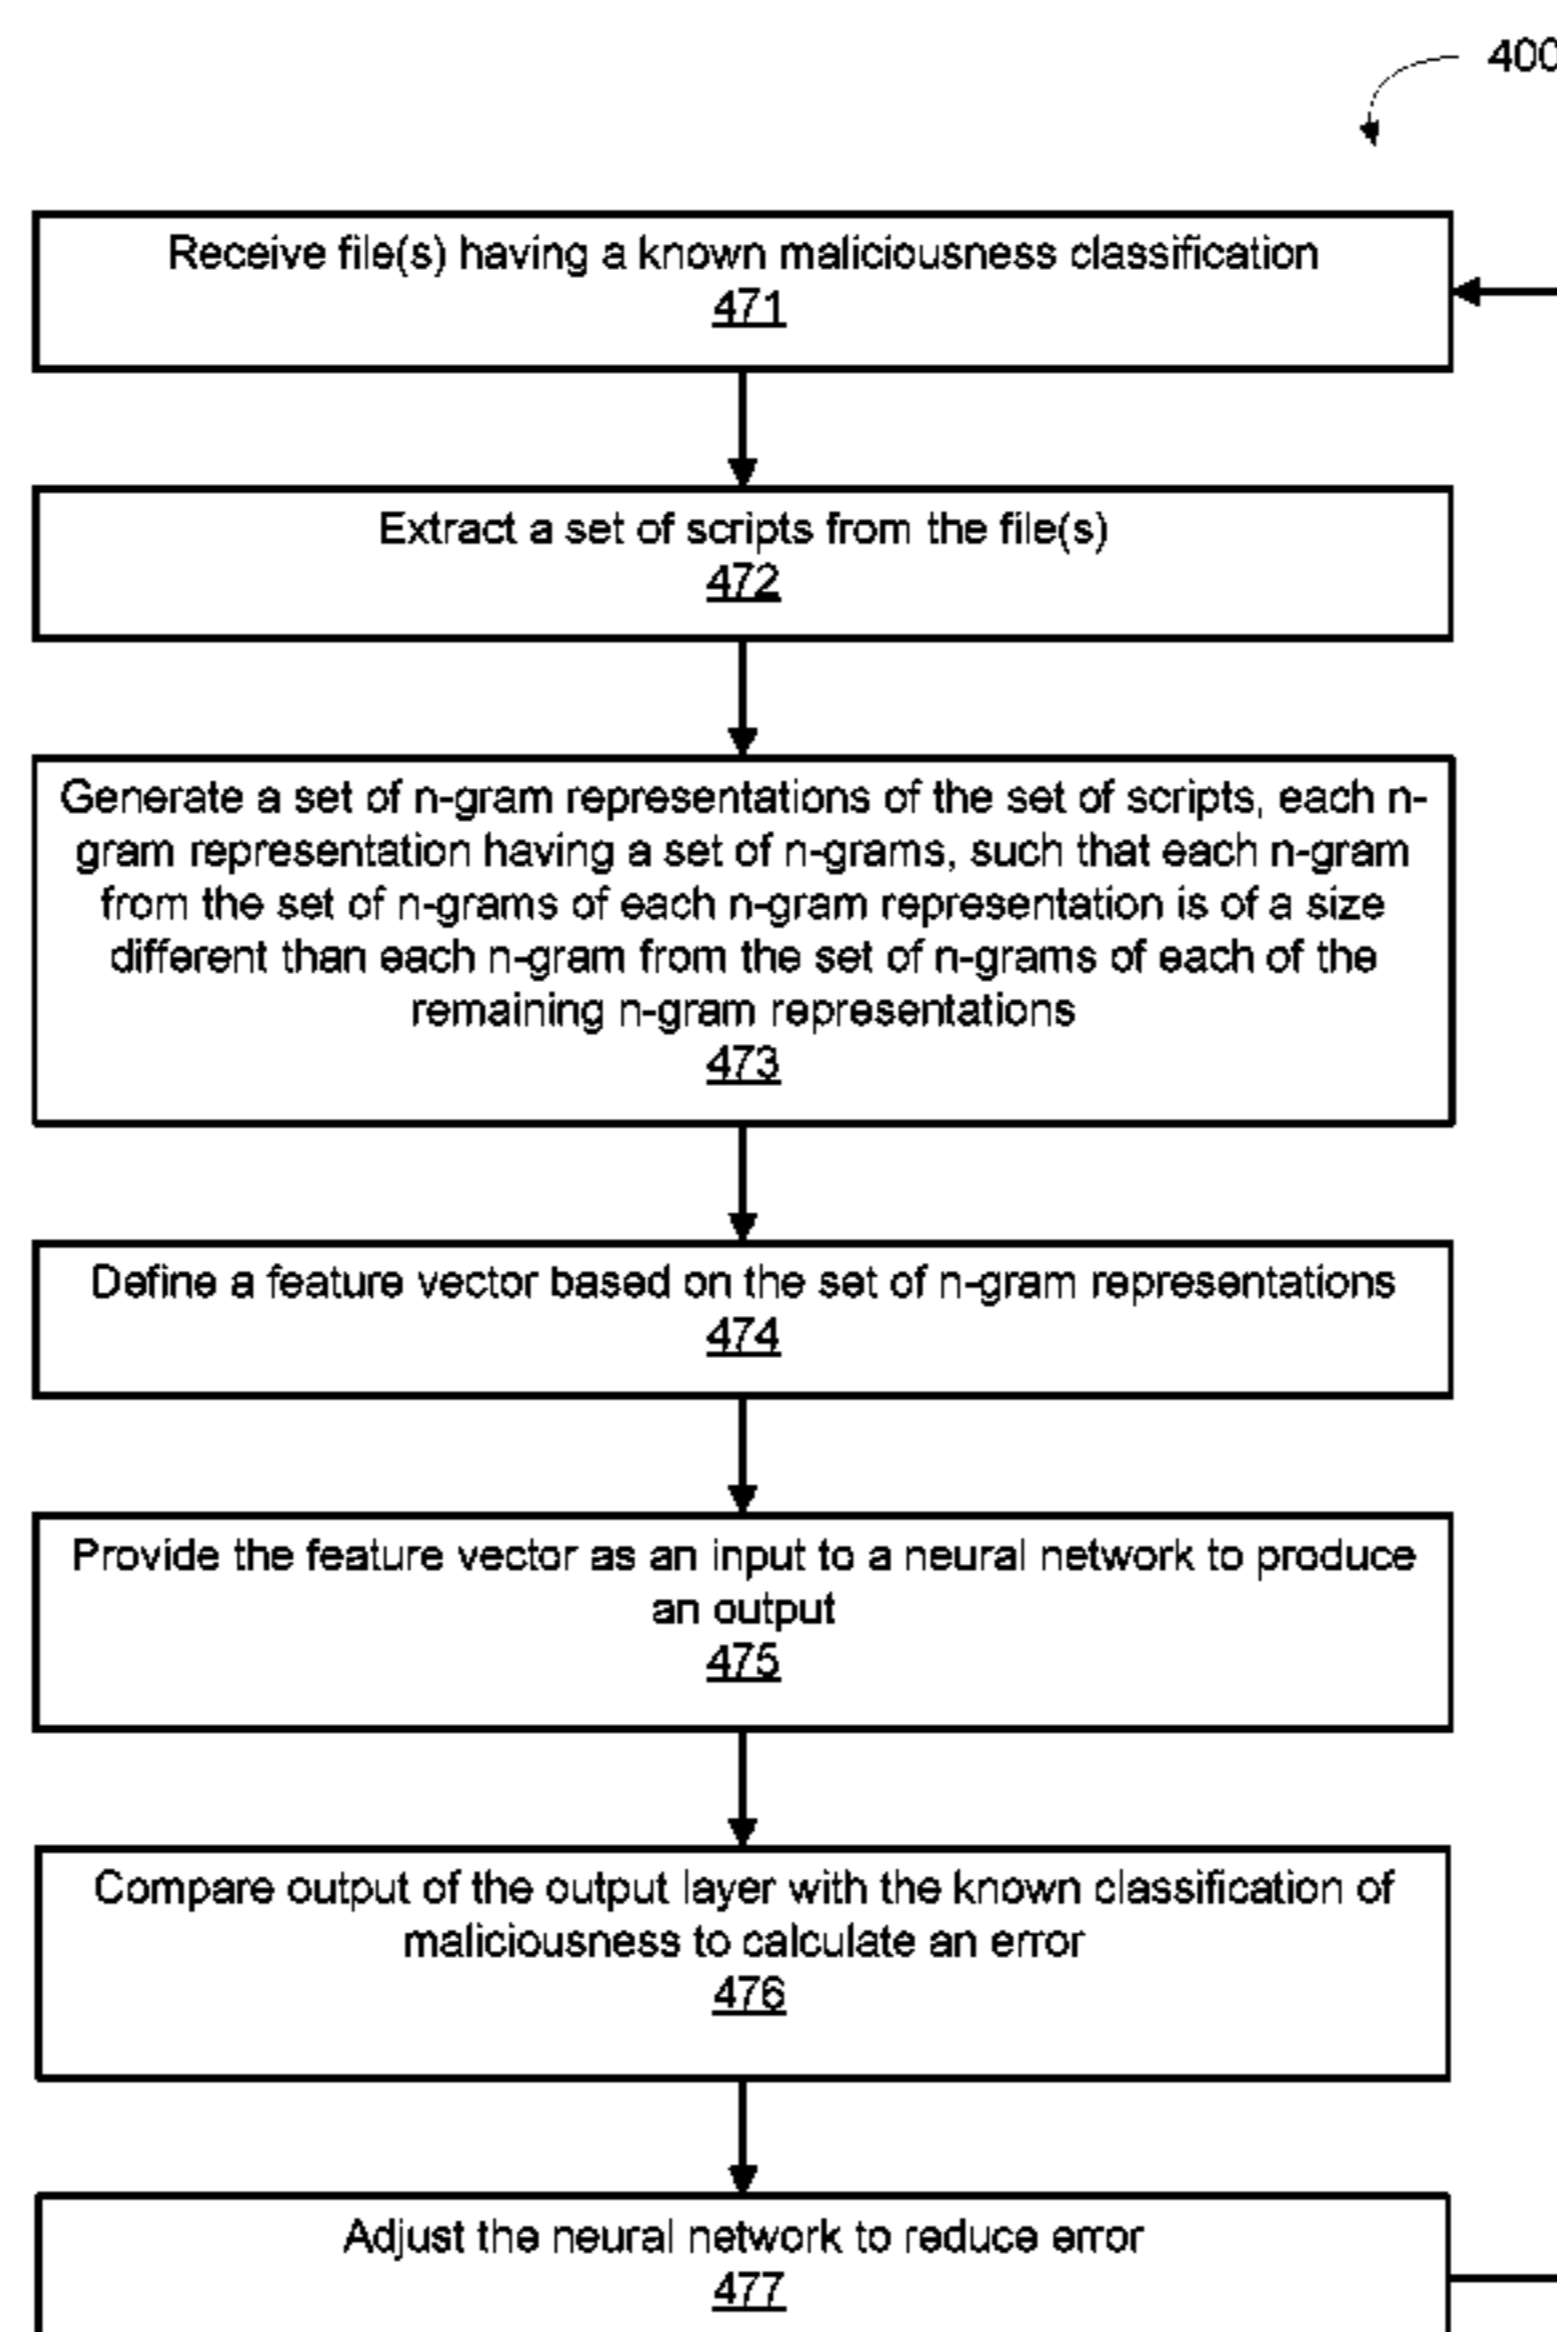 400
Receive file(s) having a known maliciousness classification
471
Extract a set of scripts from the file(s)
472
Generate a set of n-gram representations of the set of scripts, each n-
gram representation having a set of n-grams, such that each n-gram
from the set of n-grams of each n-gram representation is of a size
different than each n-gram from the set of n-grams of each of the
remaining n-gram representations
473
Define a feature vector based on the set of n-gram representations
474
Provide the feature vector as an input to a neural network to produce
an output
475
Compare output of the output layer with the known classification of
maliciousness to calculate an error
476
Adjust the neural network to reduce error
477